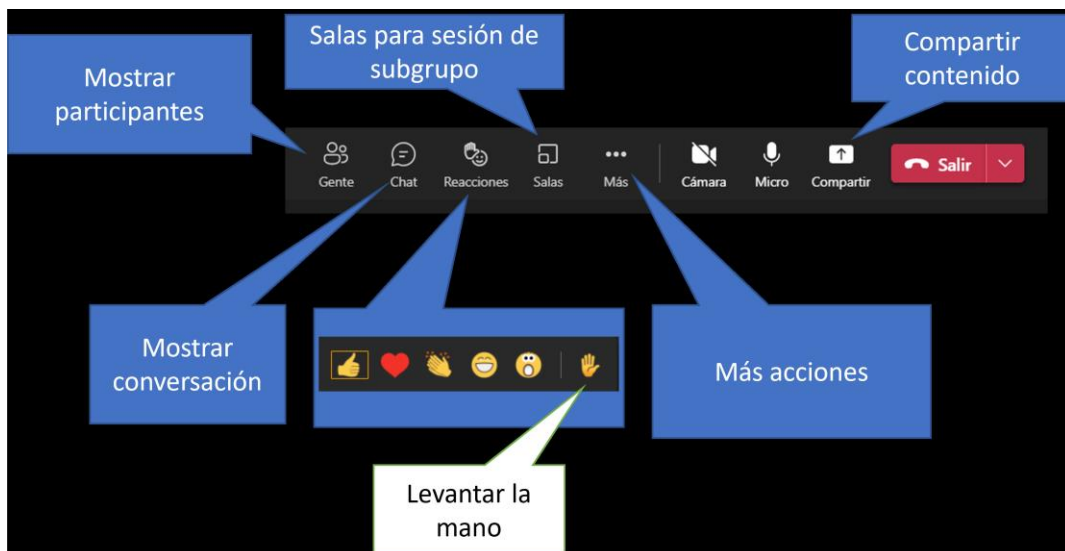 Salas para sesión de
subgrupo
Compartir
contenido
Mostrar
participantes
Gente
Chat
Reacciones
Salas
Más
Cámara
Micro
Compartir
Salir
Mostrar
conversación
Más acciones
Levantar la
mano